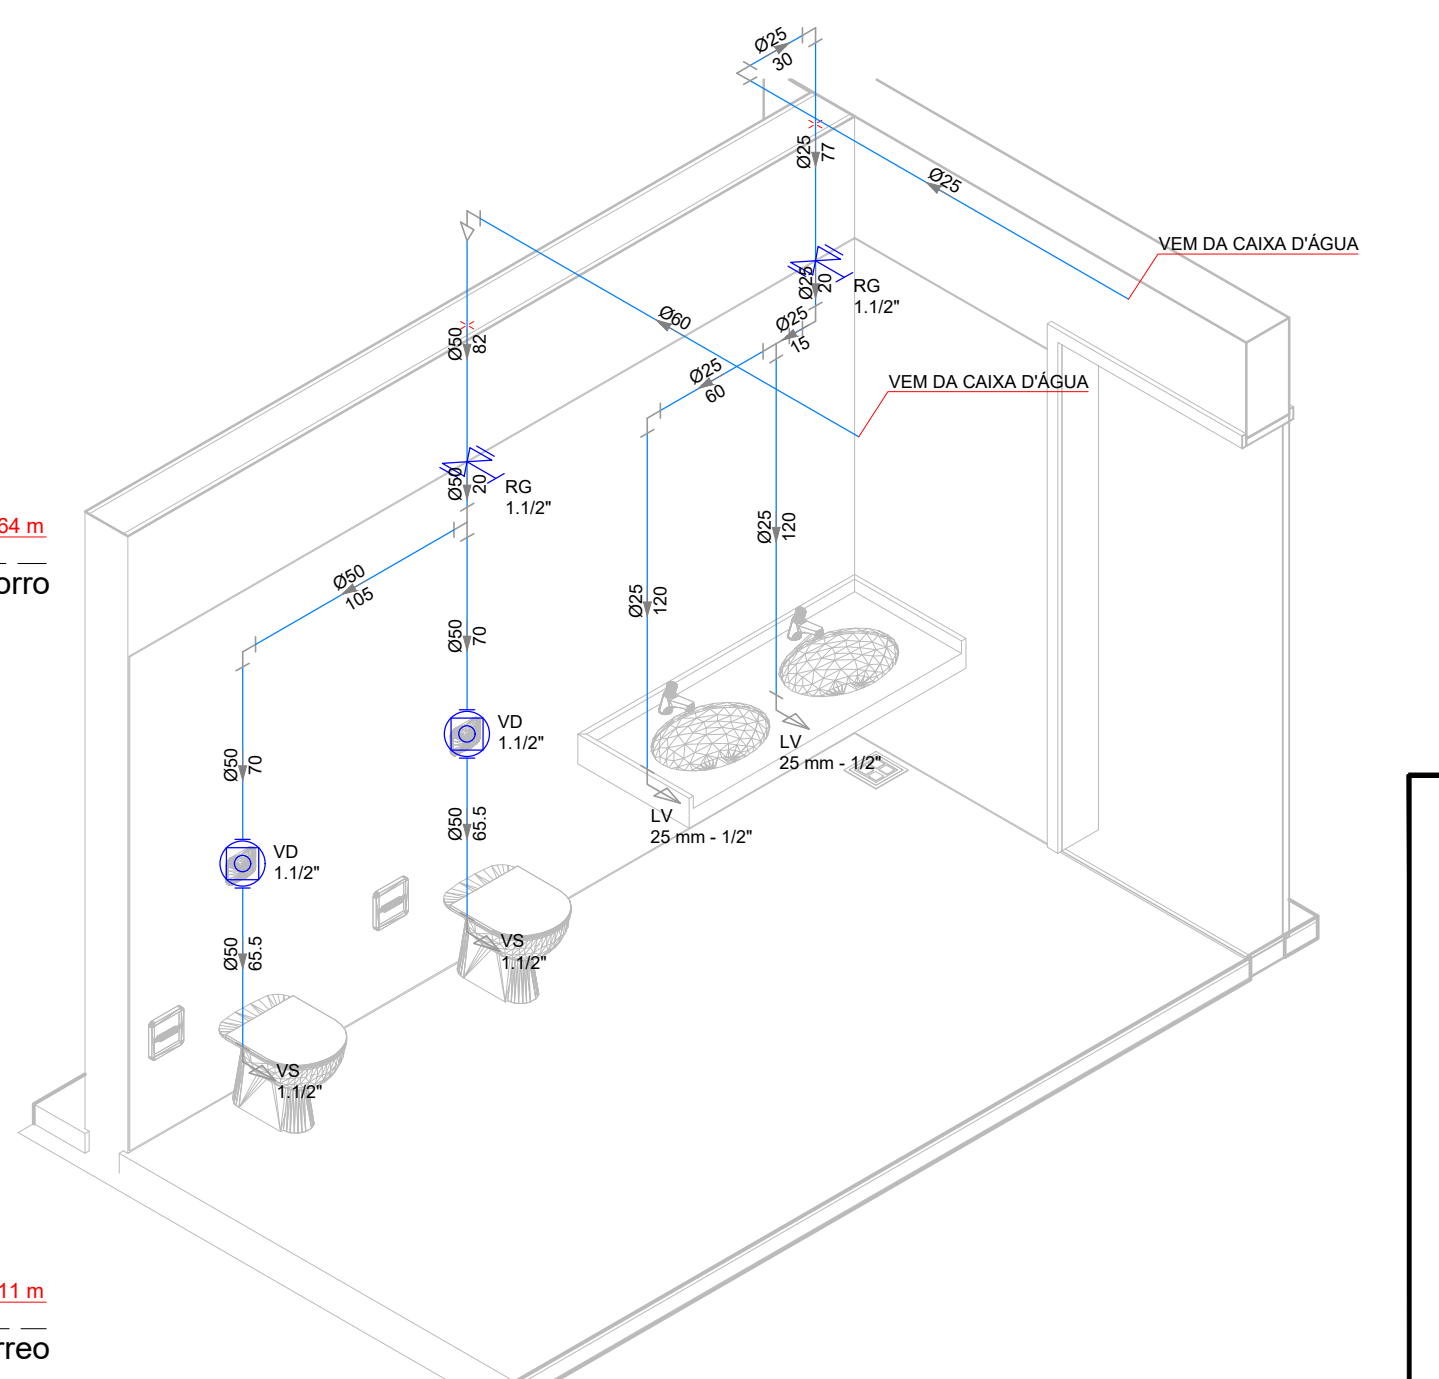 Ø25
30
Ø25
77
Ø25
VEM DA CAIXA D'ÁGUA
Ø25
20
RG
1.1/2"
Ø25
15
Ø60
Ø50
82
Ø25
60
VEM DA CAIXA D'ÁGUA
Ø50
20
RG
1.1/2"
64 m
orro
Ø50
105
Ø25
120
Ø25
120
Ø50
70
VD
1.1/2"
LV
25 mm - 1/2"
Ø50
70
LV
25 mm - 1/2"
Ø50
65.5
VD
1.1/2"
VS
1.1/2"
Ø50
65.5
VS
1.1/2"
11 m
rreo